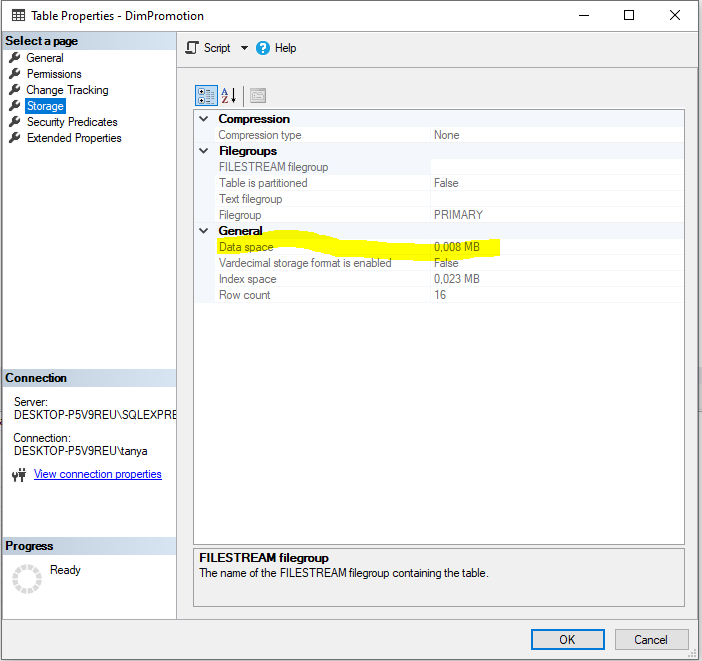 Table Properties - DimPromotion
Select a page
General
Permissions
Change Tracking
Storage
Security Predicates
Extended Properties
Script
Help
A
Z
Compression
Compression type None
Filegroups
FILESTREAM filegroup
Table is partitioned False
Text filegroup
Filegroup PRIMARY
General
Data space 0,008 MB
Vardecimal storage format is enabled False
Index space 0,023 MB
Row count 16
Connection
Server:
DESKTOP-P5V9REU\SQLEXPRE
Connection:
DESKTOP-P5V9REU\tanya
View connection properties
Progress
Ready
FILESTREAM filegroup
The name of the FILESTREAM filegroup containing the table.
OK
Cancel